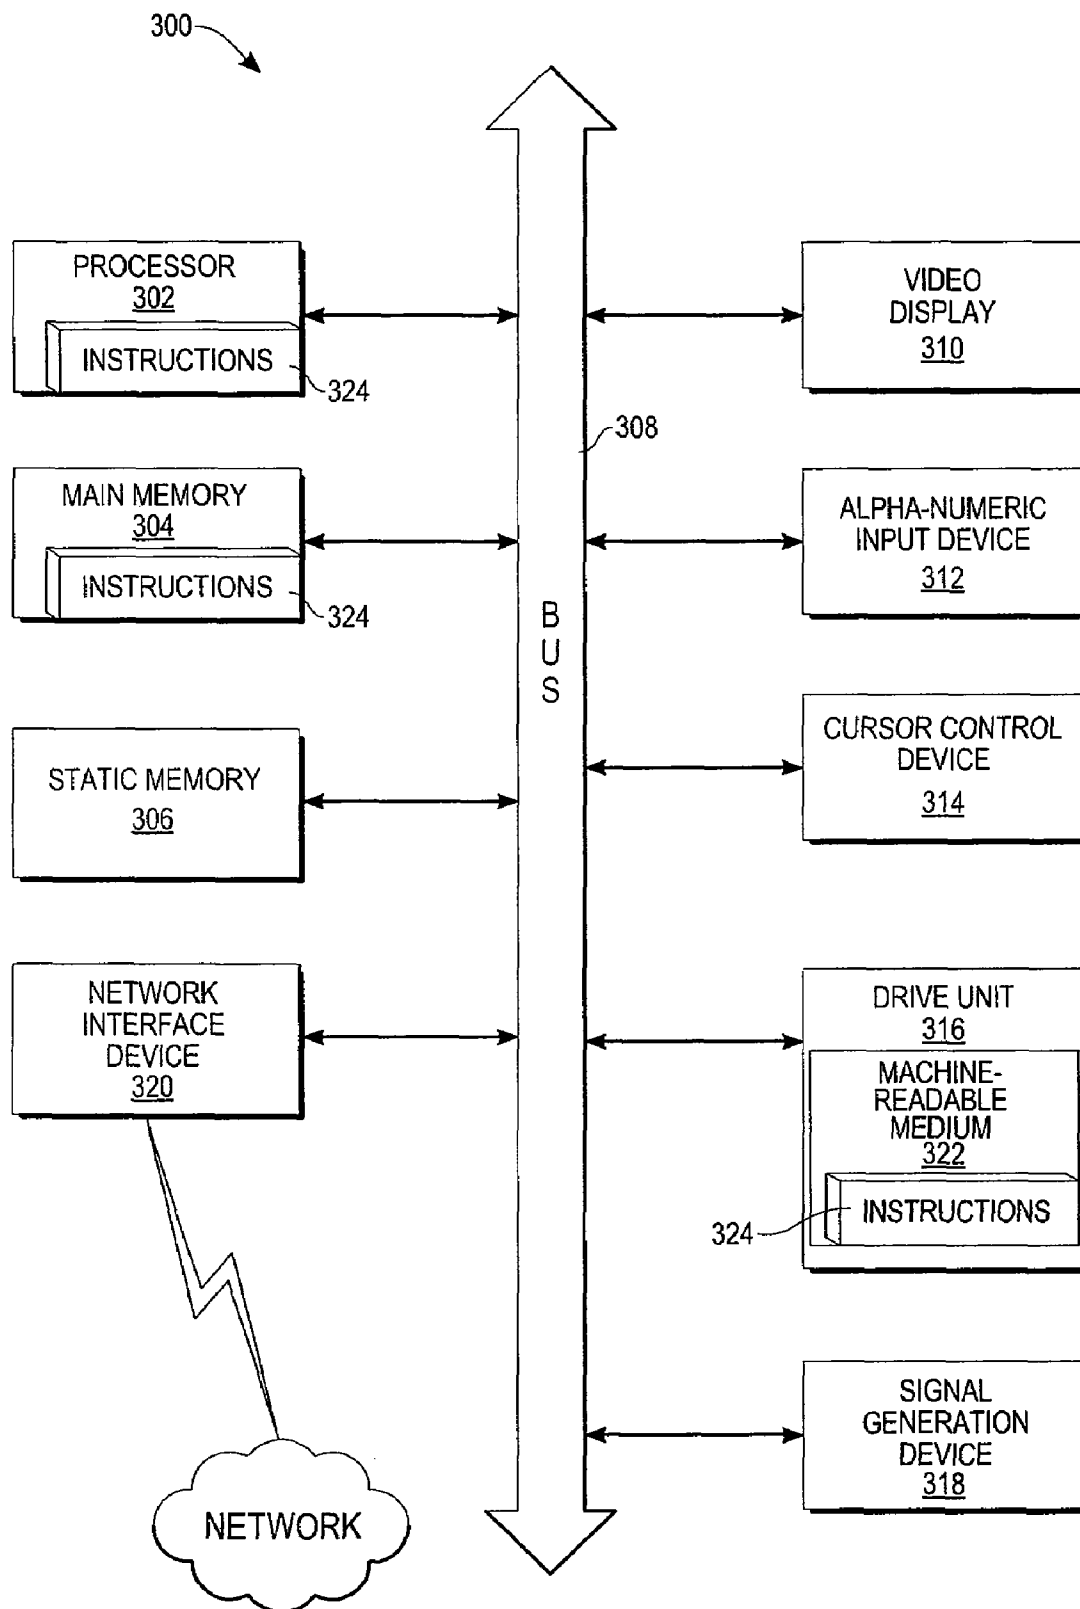 300
PROCESSOR
302
INSTRUCTIONS
324
MAIN MEMORY
304
INSTRUCTIONS
324
STATIC MEMORY
306
NETWORK
INTERFACE
DEVICE
320
NETWORK
BUS
308
VIDEO
DISPLAY
310
ALPHA-NUMERIC
INPUT DEVICE
312
CURSOR CONTROL
DEVICE
314
DRIVE UNIT
316
MACHINE-
READABLE
MEDIUM
322
INSTRUCTIONS
324
SIGNAL
GENERATION
DEVICE
318